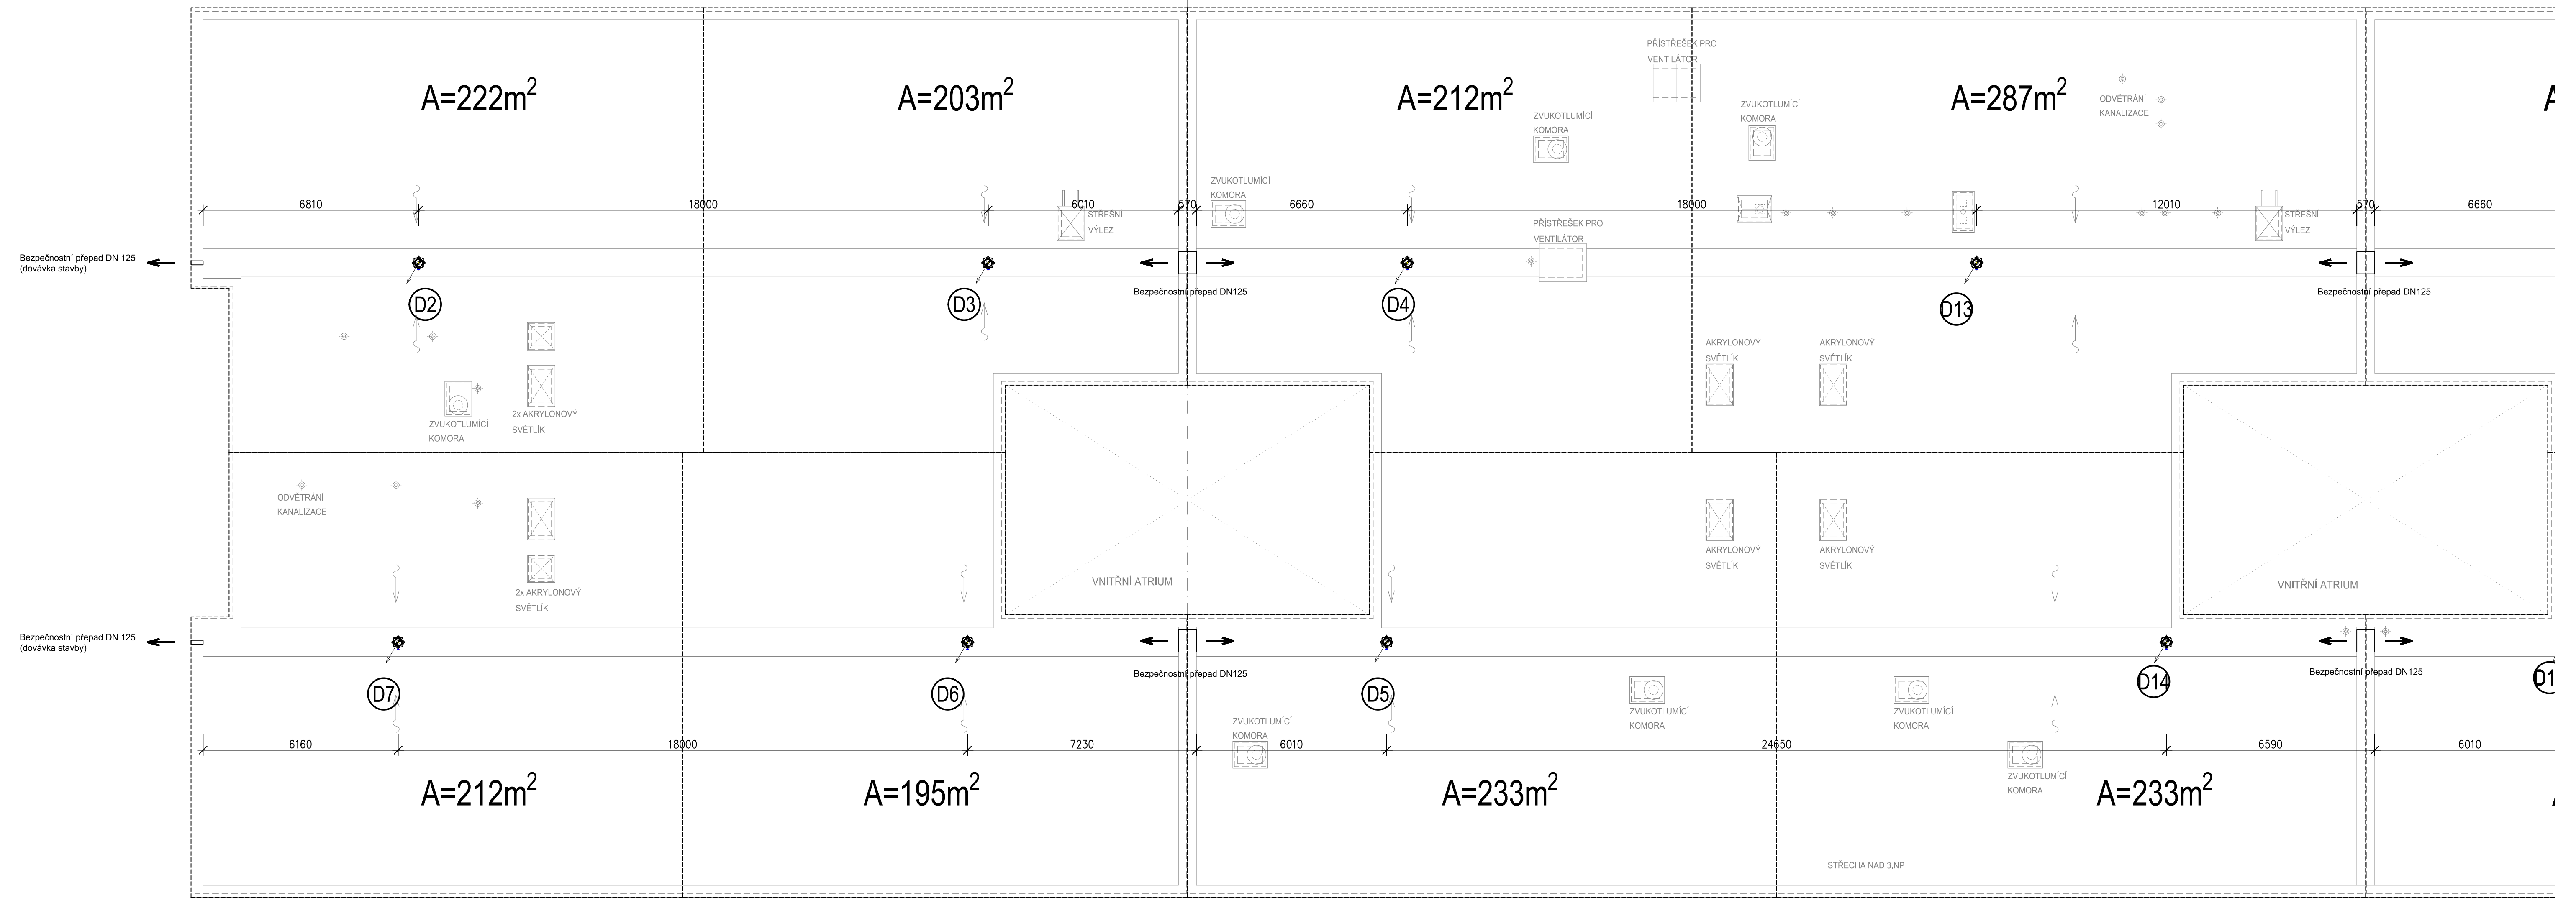 PŘÍSTŘEŠEK PRO
VENTILÁTOR
A=222m²
A=203m²
A=212m²
A=287m²
ZVUKOTLUMÍCÍ
KOMORA
ZVUKOTLUMÍCÍ
KOMORA
ODVĚTRÁNÍ
KANALIZACE
ZVUKOTLUMÍCÍ
KOMORA
6810
18000
6010
570
6660
18000
12010
570
6660
STŘEŠNÍ
VÝLEZ
STŘEŠNÍ
VÝLEZ
PŘÍSTŘEŠEK PRO
VENTILÁTOR
Bezpečnostní přepad DN 125
(dovávka stavby)
Bezpečnostní přepad DN125
Bezpečnostní přepad DN125
D2
D3
D4
D13
AKRYLONOVÝ
SVĚTLÍK
AKRYLONOVÝ
SVĚTLÍK
2x AKRYLONOVÝ
SVĚTLÍK
ZVUKOTLUMÍCÍ
KOMORA
ODVĚTRÁNÍ
KANALIZACE
AKRYLONOVÝ
SVĚTLÍK
AKRYLONOVÝ
SVĚTLÍK
2x AKRYLONOVÝ
SVĚTLÍK
VNITŘNÍ ATRIUM
VNITŘNÍ ATRIUM
Bezpečnostní přepad DN 125
(dovávka stavby)
Bezpečnostní přepad DN125
Bezpečnostní přepad DN125
D7
D6
D5
D14
ZVUKOTLUMÍCÍ
KOMORA
ZVUKOTLUMÍCÍ
KOMORA
ZVUKOTLUMÍCÍ
KOMORA
6160
18000
7230
6010
24650
6590
6010
ZVUKOTLUMÍCÍ
KOMORA
A=212m²
A=195m²
A=233m²
A=233m²
STŘECHA NAD 3.NP